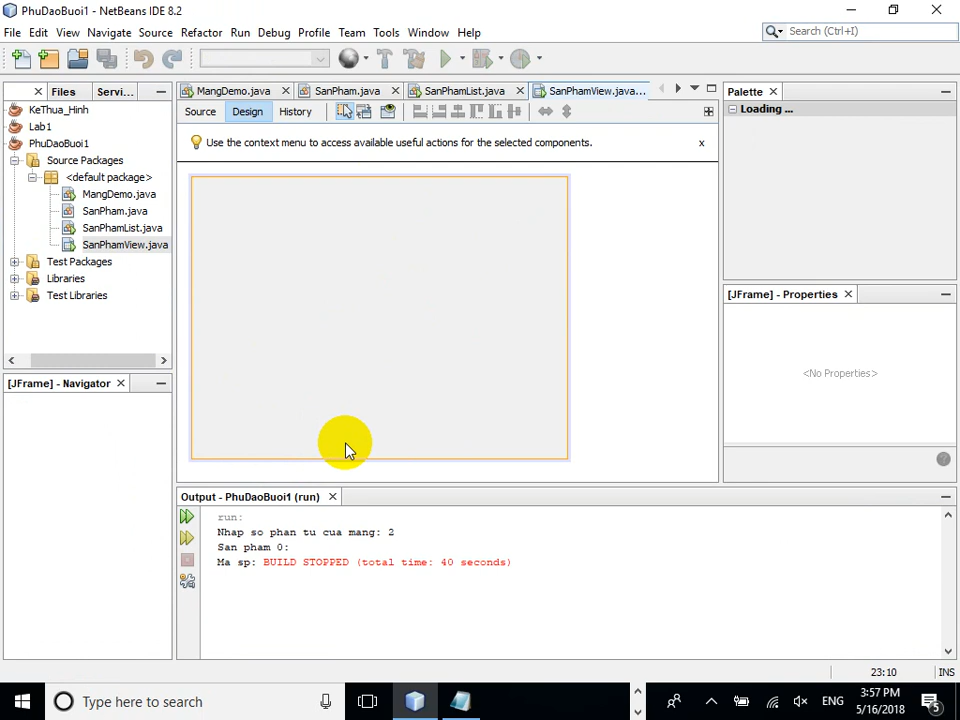 PhuDaoBuoi1 - NetBeans IDE 8.2
File Edit View Navigate Source Refactor Run Debug Profile Team Tools Window Help
Search (Ctrl+I)
Files Servi...
MangDemo.java SanPham.java SanPhamList.java SanPhamView.java...
Palette
Source Design History
Loading ...
KeThua_Hinh
Lab1
PhuDaoBuoi1
Source Packages
<default package>
MangDemo.java
SanPham.java
SanPhamList.java
SanPhamView.java
Test Packages
Libraries
Test Libraries
Use the context menu to access available useful actions for the selected components.
x
[JFrame] - Properties
<No Properties>
[JFrame] - Navigator
Output - PhuDaoBuoi1 (run)
run:
Nhap so phan tu cua mang: 2
San pham 0:
Ma sp: BUILD STOPPED (total time: 40 seconds)
23:10 INS
Type here to search
ENG
3:57 PM
5/16/2018
5